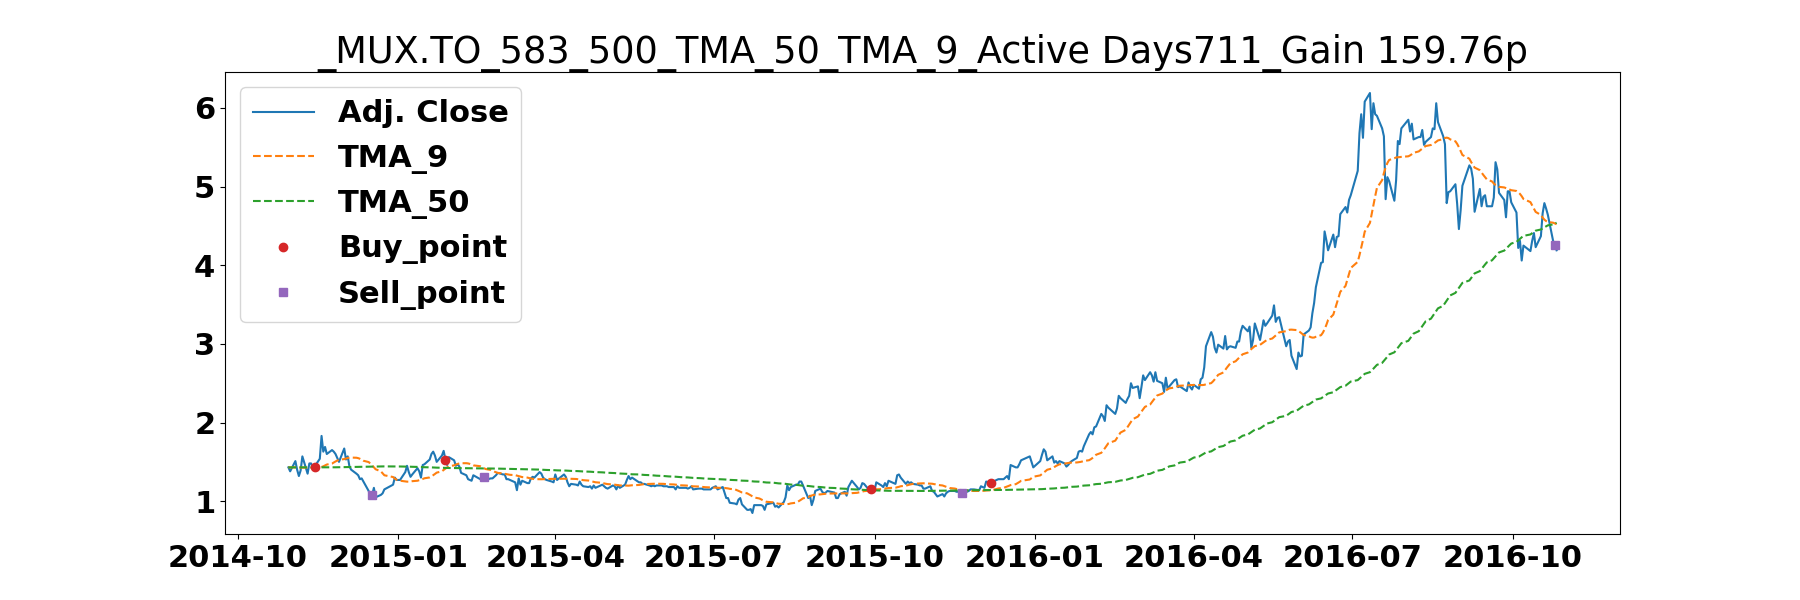 _MUX.TO_583_500_TMA_50_TMA_9_Active Days711_Gain 159.76p
Adj. Close
TMA_9
TMA_50
Buy_point
Sell_point
6
5
4
3
2
1
2014-10 2015-01 2015-04 2015-07 2015-10 2016-01 2016-04 2016-07 2016-10